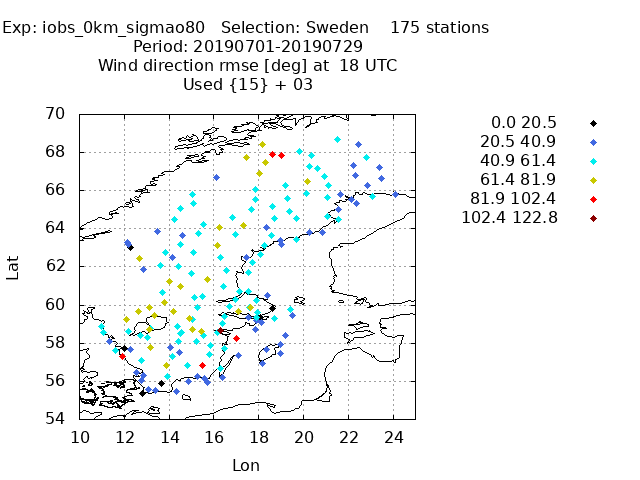 Exp: iobs_0km_sigmao80   Selection: Sweden    175 stations
Period: 20190701-20190729
Wind direction rmse [deg] at  18 UTC
Used {15} + 03
0.0 20.5
20.5 40.9
40.9 61.4
61.4 81.9
81.9 102.4
102.4 122.8
70
68
66
64
62
60
58
56
54
Lat
10 12 14 16 18 20 22 24
Lon